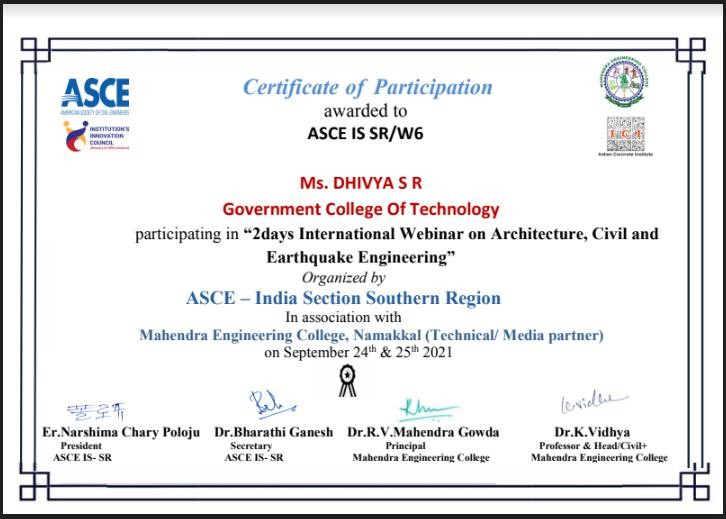 ASCE
AMERICAN SOCIETY OF CIVIL ENGINEERS
INSTITUTION'S
INNOVATION
COUNCIL
(Ministry of HRD Initiative)
MAHENDRA ENGINEERING COLLEGE
ICI
Indian Concrete Institute
Certificate of Participation
awarded to
ASCE IS SR/W6
Ms. DHIVYA S R
Government College Of Technology
participating in “2days International Webinar on Architecture, Civil and
Earthquake Engineering”
Organized by
ASCE – India Section Southern Region
In association with
Mahendra Engineering College, Namakkal (Technical/ Media partner)
on September 24th & 25th 2021
Er.Narshima Chary Poloju
President
ASCE IS- SR
Dr.Bharathi Ganesh
Secretary
ASCE IS- SR
Dr.R.V.Mahendra Gowda
Principal
Mahendra Engineering College
Dr.K.Vidhya
Professor & Head/Civil+
Mahendra Engineering College